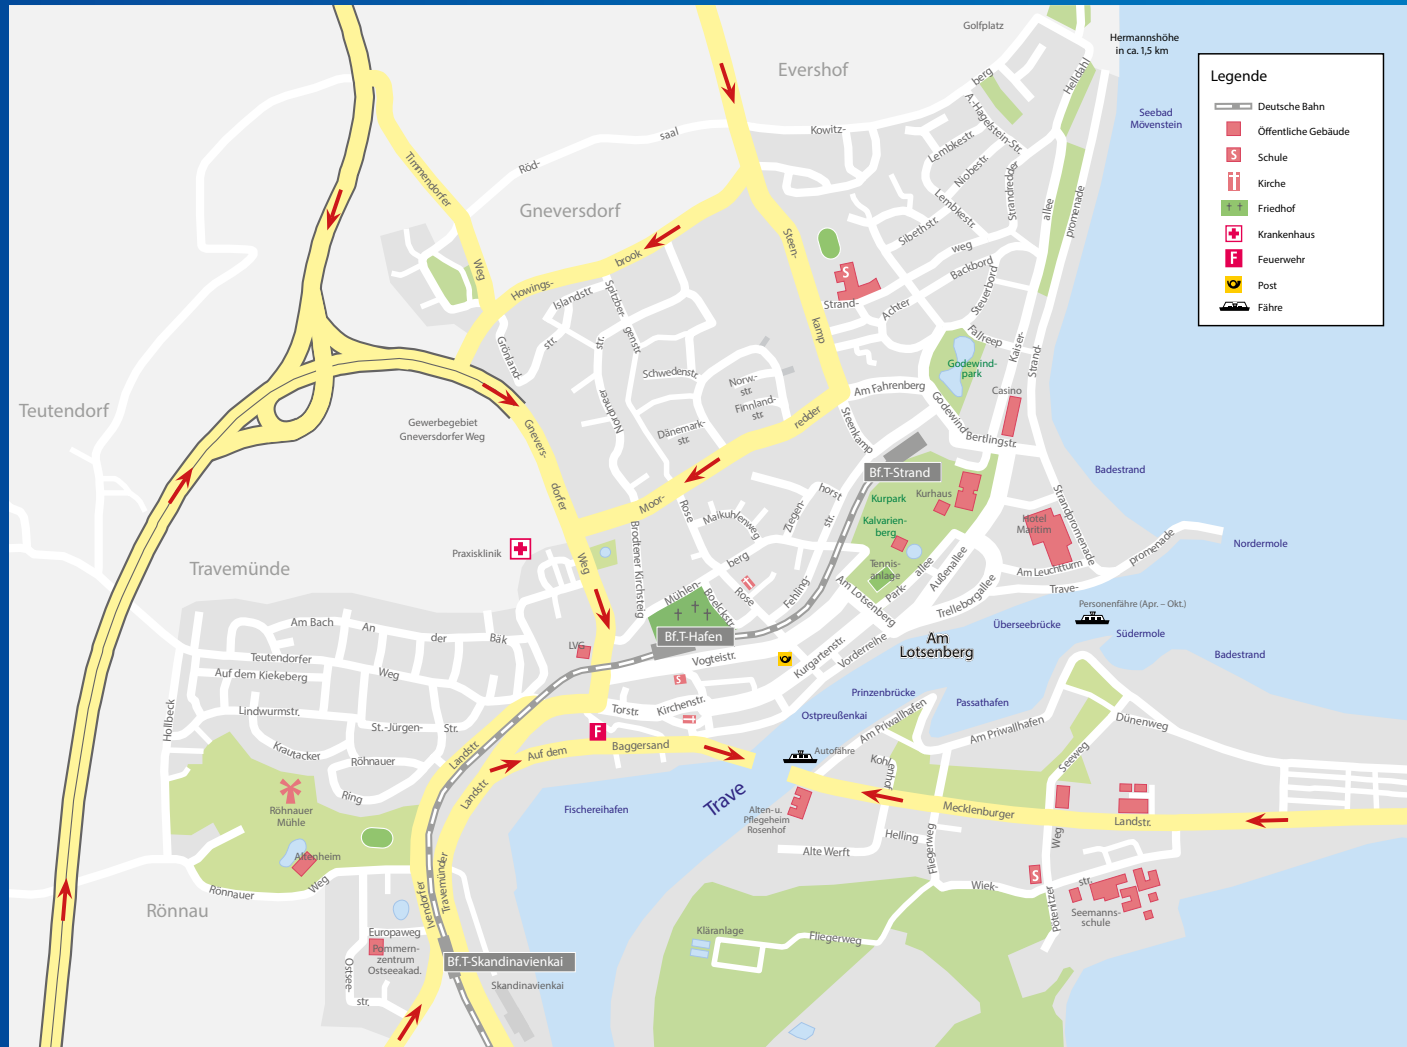 Golfplatz
Hermannshöhe
in ca. 1,5 km
Evershof
Legende
Deutsche Bahn
Öffentliche Gebäude
Schule
Kirche
Friedhof
Krankenhaus
Feuerwehr
Post
Fähre
S
F
Seebad
Mövenstein
Helldahl
Kowitz-
berg
A.-Hagelstein-Str.
Lembkestr.
Niobestr.
Lembkestr.
Strandredder
allee
promenade
saal
Röd-
Timmendorfer
Weg
Gneversdorf
Sibethstr.
weg
Backbord
Steuerbord
Steen-
kamp
brook
Howings-
Islandstr.
Spitzber-
genstr.
S
Strand-
Achter
Fallreep
Kaiser-
Strand-
Godewind-
park
Grönland-
str.
str.
Nordmeer
Schwedenstr.
Norw.-
str.
Finnland-
str.
Dänemark-
str.
redder
Am Fahrenberg
Casino
Godewind
Bertlingstr.
Steenkamp
Teutendorf
Gewerbegebiet
Gneversdorfer Weg
Gnevers-
dorfer
Weg
Bf.T-Strand
Badestrand
Kurpark
Kurhaus
Kalvarien-
berg
Hotel
Maritim
Strandpromenade
Moor-
Rose
Maikuhlenweg
Ziegen-
horst
str.
Brodtener Kirchsteig
Praxisklinik
Nordermole
promenade
Am Leuchtturm
Trave-
Tennis-
anlage
Park-
allee
Außenallee
Trelleborgallee
Am Lotsenberg
Travemünde
berg
Mühlen-
Boelckstr.
Rose
Fehling-
Personenfähre (Apr. – Okt.)
Überseebrücke
Südermole
Badestrand
Am
Lotsenberg
Bf.T-Hafen
LVG
Vogteistr.
Kurgartenstr.
Vorderreihe
Am Bach
An
der
Bäk
Teutendorfer
Weg
Auf dem Kiekeberg
Lindwurmstr.
St.-Jürgen-
Str.
Hollbeck
Krautacker
Röhnauer
Ring
S
Torstr.
Kirchenstr.
F
Prinzenbrücke
Passathafen
Ostpreußenkai
Am Priwallhafen
Am Priwallhafen
Dünenweg
Autofähre
Kohlenhof
Seeweg
Landstr.
Landstr.
Auf dem
Baggersand
Fischereihafen
Trave
Mecklenburger
Landstr.
Alten- u.
Pflegeheim
Rosenhof
Helling
Alte Werft
Fliegerweg
Weg
Röhnauer
Mühle
Altenheim
Rönnauer
Weg
Rönnau
Ivendorfer
Travemünder
Wiek-
str.
S
Pötenitzer
Seemanns-
schule
Europaweg
Pommern-
zentrum
Ostseeakad.
Ostsee-
str.
Bf.T-Skandinavienkai
Skandinavienkai
Kläranlage
Fliegerweg